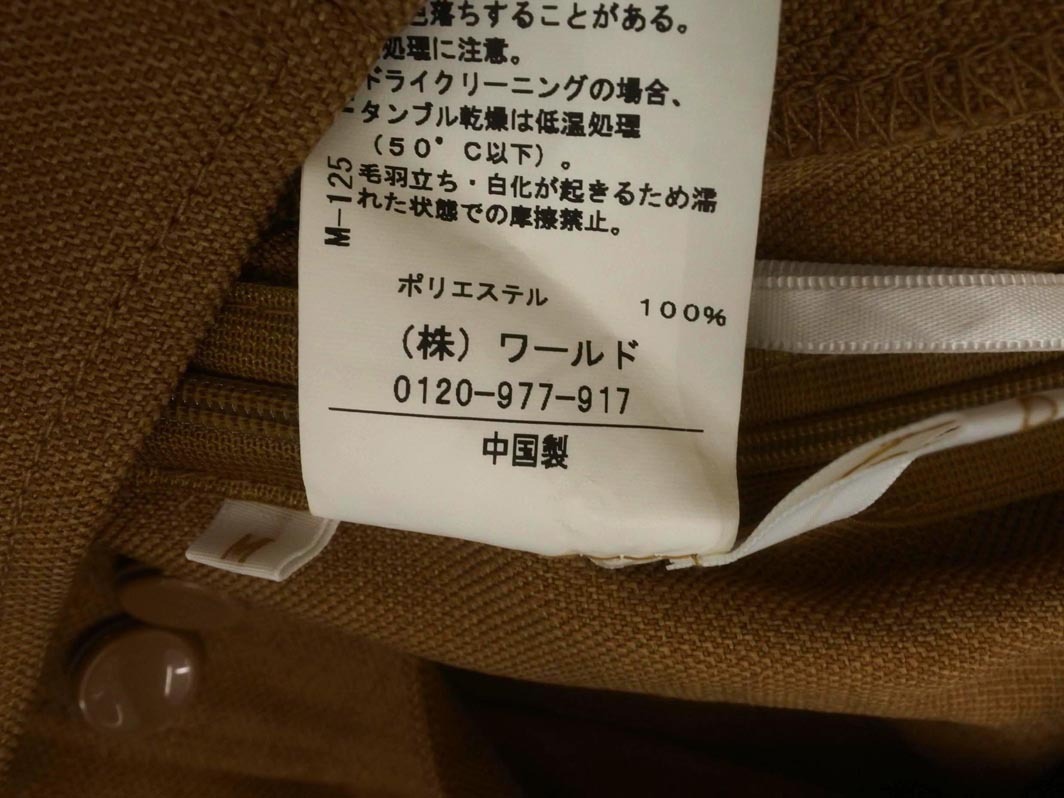 落ちすることがある。
処理に注意。
ドライクリーニングの場合、
タンブル乾燥は低温処理
（50°C以下）。
毛羽立ち・白化が起きるため濡
れた状態での摩擦禁止。
M-125
ポリエステル 100%
（株）ワールド
0120-977-917
中国製
M